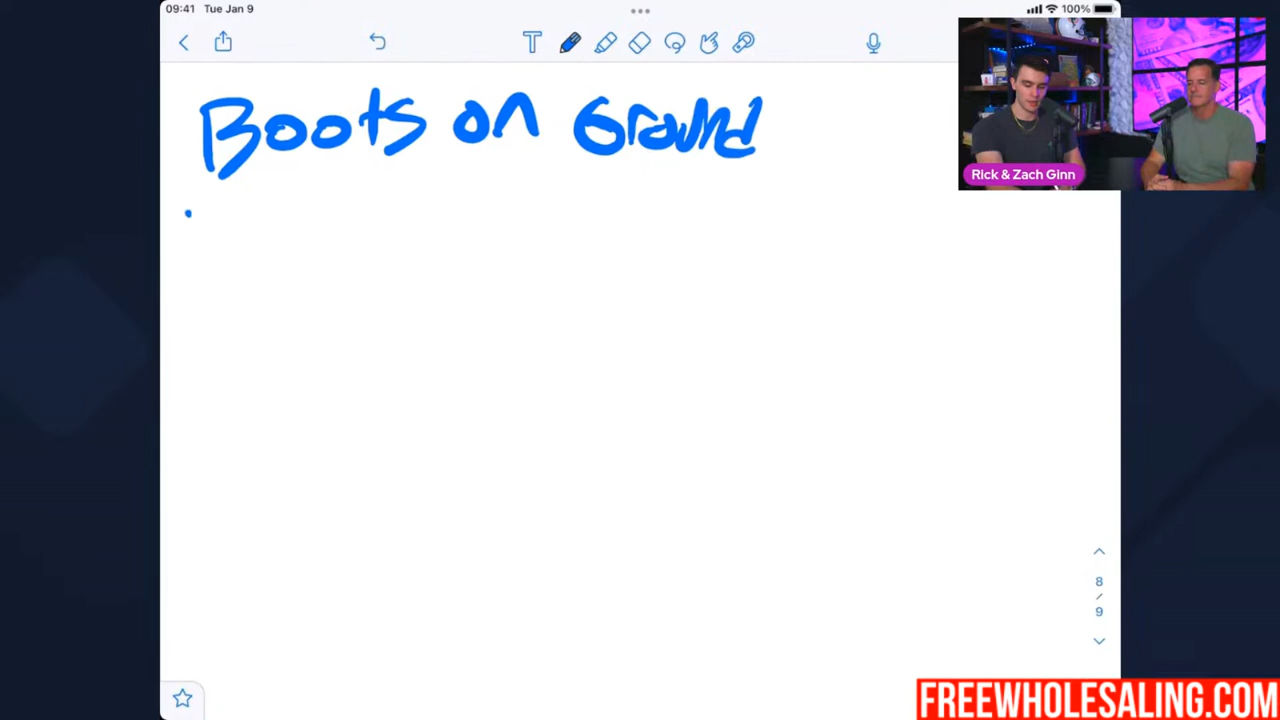 09:41 Tue Jan 9
100%
T
Boots on Ground
Rick & Zach Ginn
8
9
FREEWHOLESALING.COM